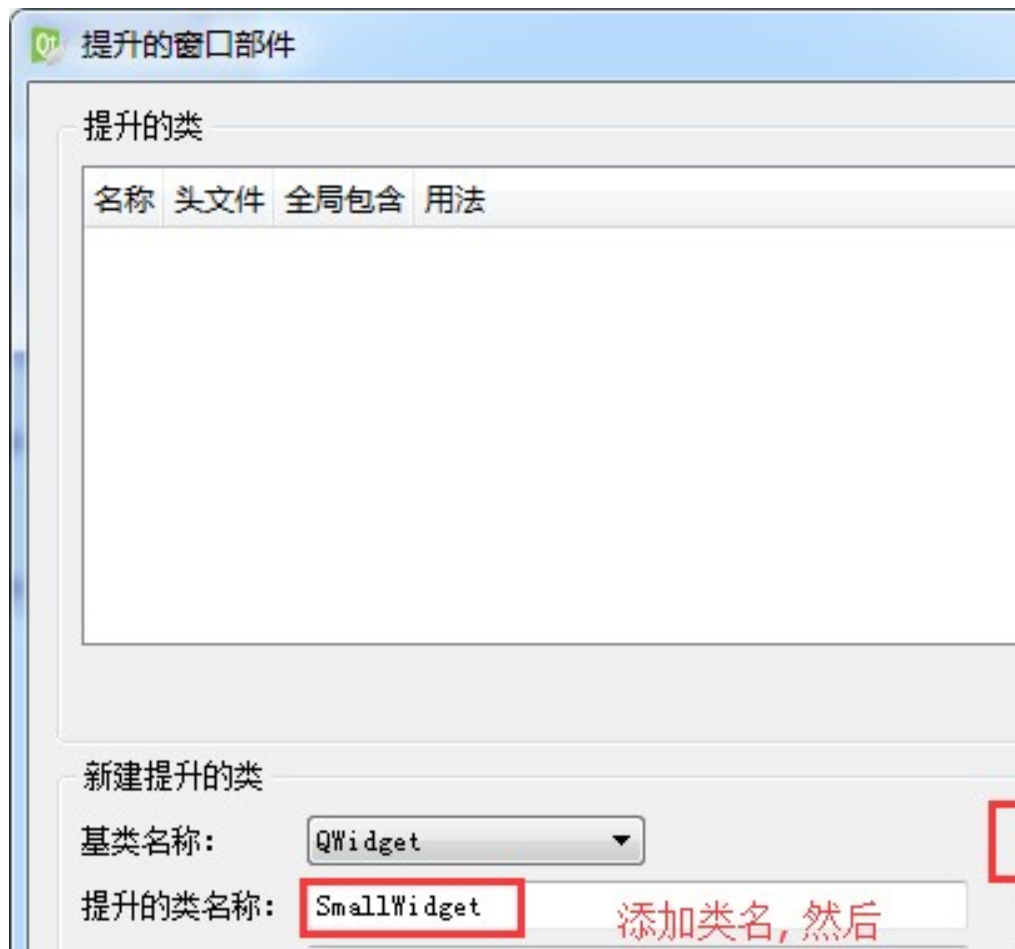 提升的窗口部件
提升的类
名称 头文件 全局包含 用法
新建提升的类
基类名称: QWidget
提升的类名称: SmallWidget 添加类名,然后